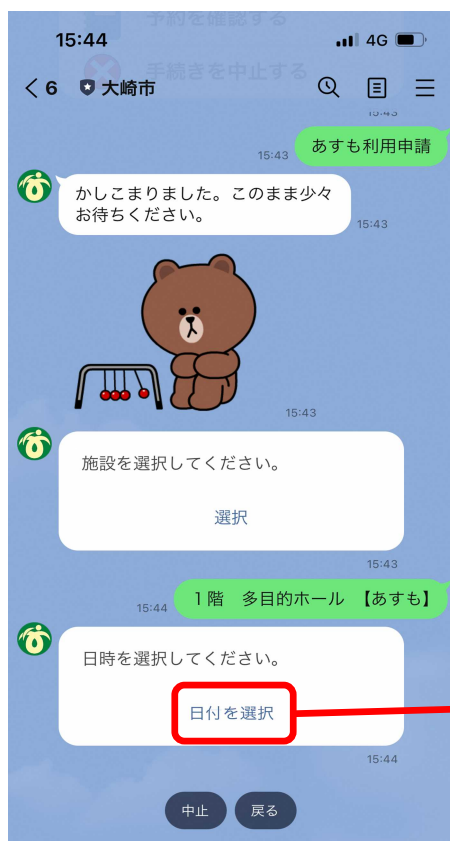 予約を確認する
15:44
4G
手続きを中止する
6
大崎市
15:43
あすも利用申請
15:43
かしこまりました。このまま少々
お待ちください。
15:43
15:43
施設を選択してください。
選択
15:43
1階　多目的ホール　【あすも】
15:44
日時を選択してください。
日付を選択
15:44
中止
戻る